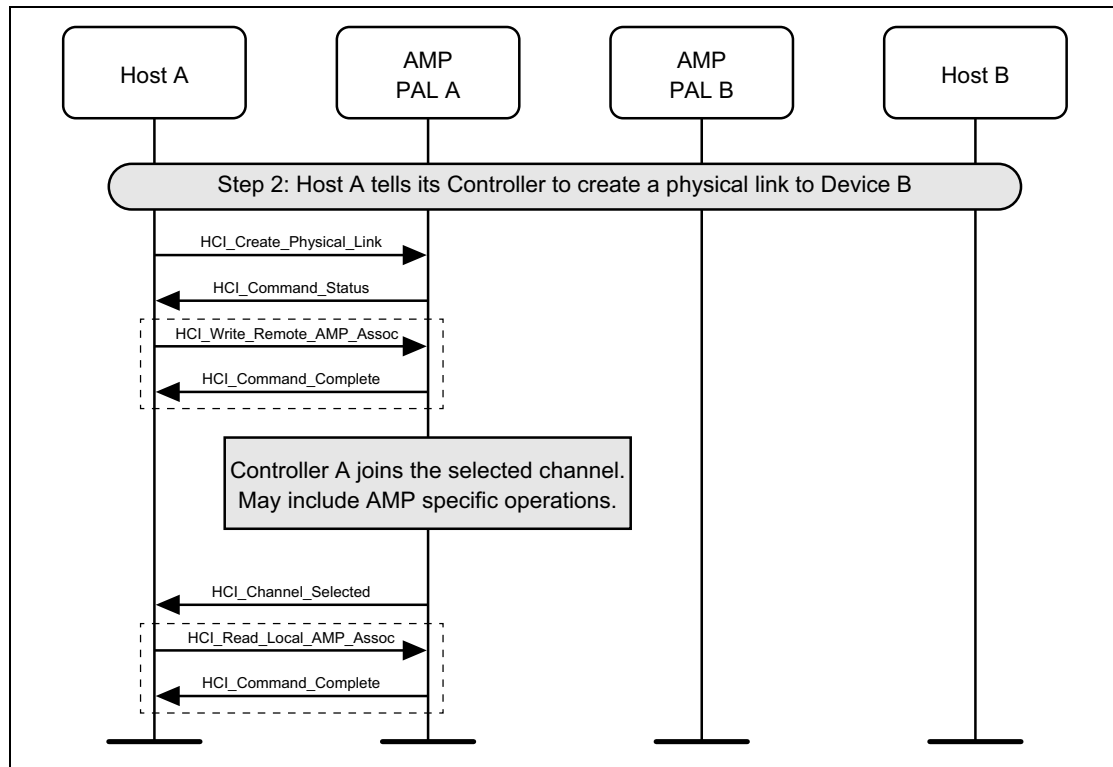 Host A
AMP
PAL A
AMP
PAL B
Host B
Step 2: Host A tells its Controller to create a physical link to Device B
HCI_Create_Physical_Link
HCI_Command_Status
HCI_Write_Remote_AMP_Assoc
HCI_Command_Complete
Controller A joins the selected channel.
May include AMP specific operations.
HCI_Channel_Selected
HCI_Read_Local_AMP_Assoc
HCI_Command_Complete